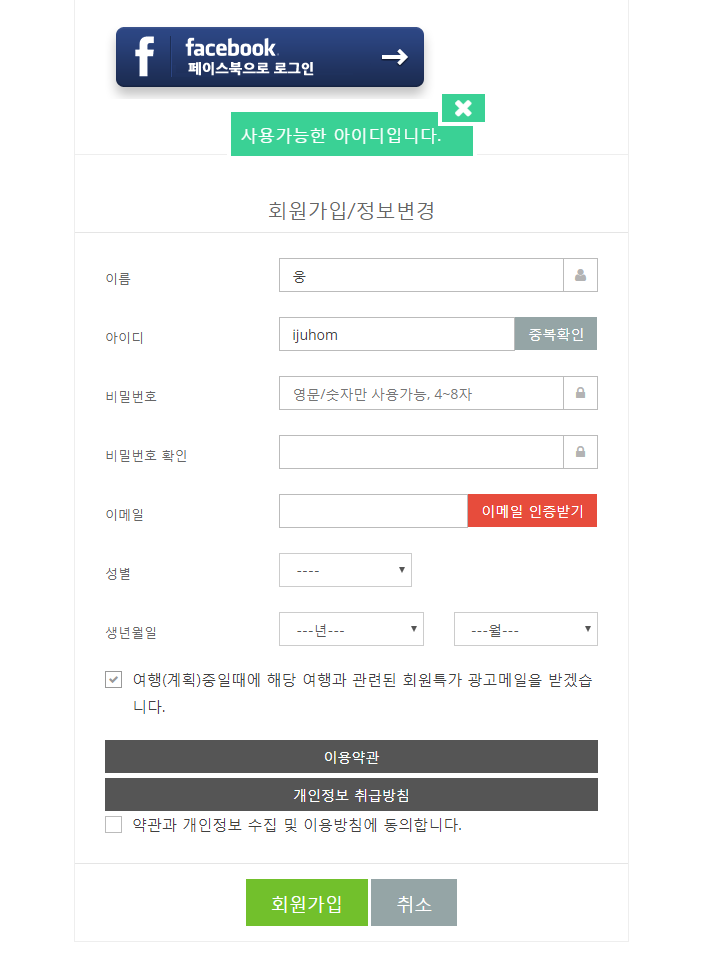 facebook
페이스북으로 로그인
사용가능한 아이디입니다.
회원가입/정보변경
이름
웅
아이디
ijuhom
중복확인
비밀번호
영문/숫자만 사용가능, 4~8자
비밀번호 확인
이메일
이메일 인증받기
성별
----
생년월일
---년---
---월---
여행(계획)중일때에 해당 여행과 관련된 회원특가 광고메일을 받겠습
니다.
이용약관
개인정보 취급방침
약관과 개인정보 수집 및 이용방침에 동의합니다.
회원가입
취소